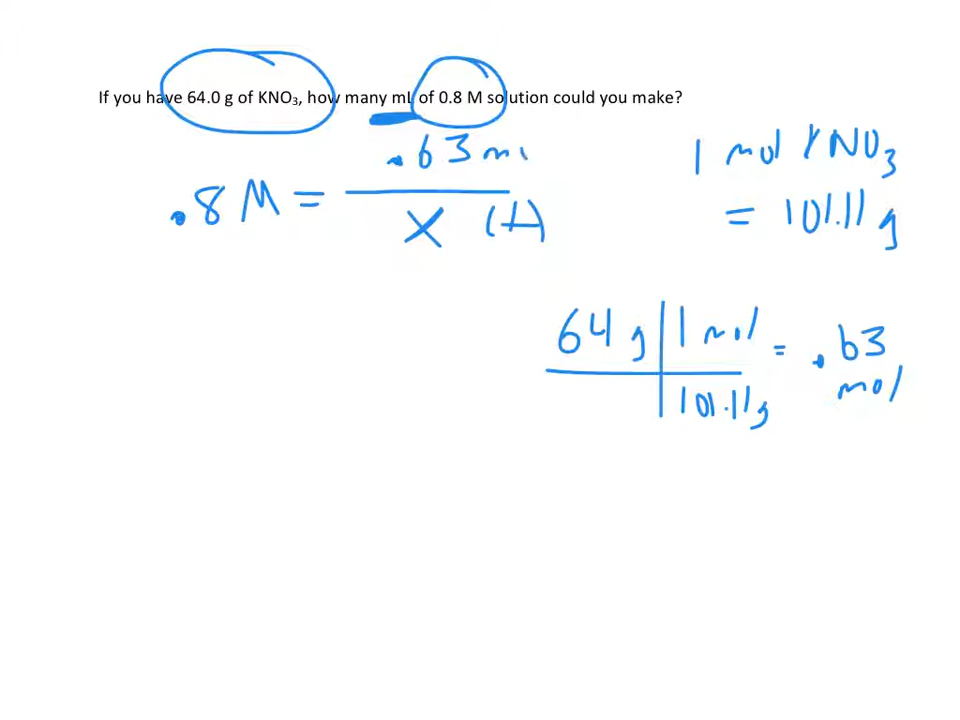 If you have 64.0 g of KNO₃, how many mL of 0.8 M solution could you make?
.63 m
.8 M =
X (L)
1 mol KNO₃
= 101.11 g
64 g | 1 mol = .63
mol
101.11 g